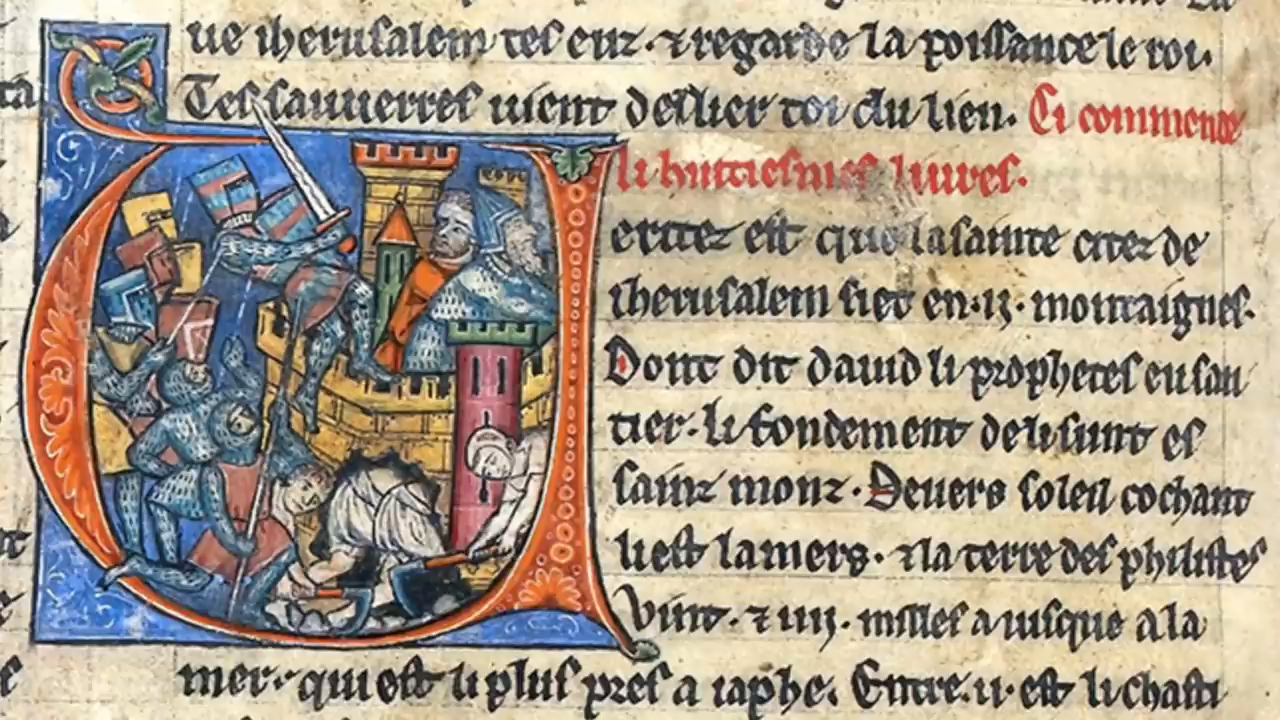 ue iherusalem tes euz · ⁊ regarde la poissance le roi.
Tes sauuerres uient deslier toi du lien. Ci commence
li huitiesmes liures.
eritez est que la sainte citez de
iherusalem siet en .ij. montaignes.
Dont dit dauid li prophetes en sau
tier · li fondement de li sunt es
sainz monz · Deuers soleil cochant
li est la mers · ⁊ la terre des philistes
Vint · ⁊ iiij · milles a iusque a la
mer · qui est li plus pres a iaphe. Entre .ii. est li chasti